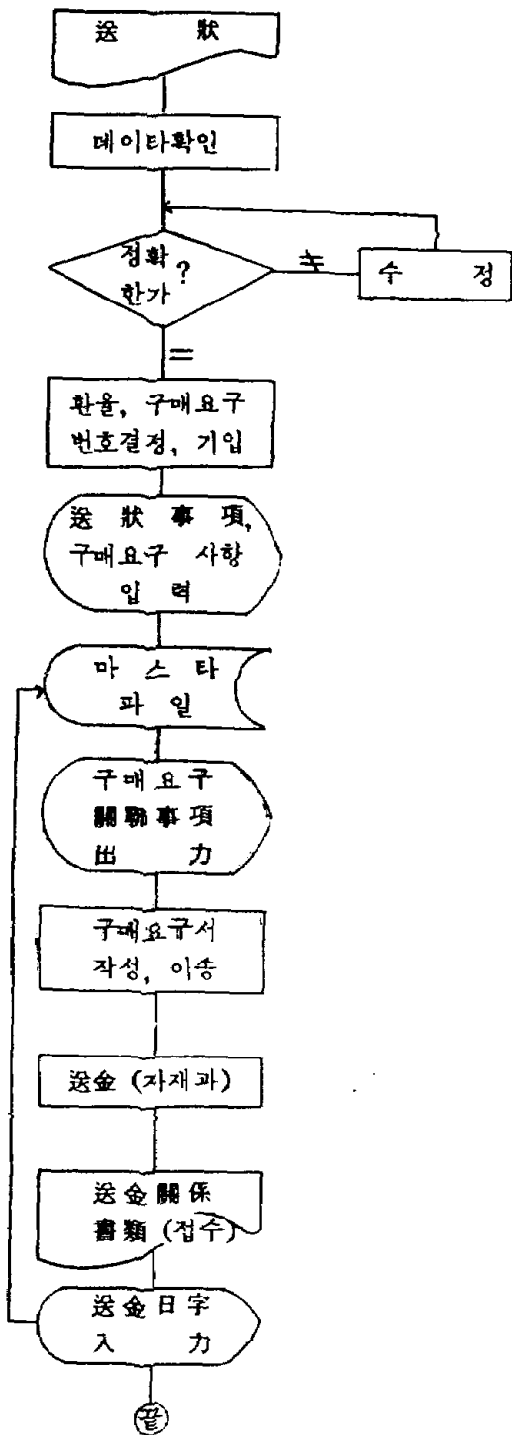 送 狀
데이타확인
정확
한가 ?
≠
수 정
=
환율, 구매요구
번호결정, 기입
送 狀 事 項,
구매요구 사항
입 력
마 스 타
파 일
구매요구
關聯事項
出 力
구매요구서
작성, 이송
送金 (자재과)
送金關係
書類 (접수)
送金日字
入 力
끝